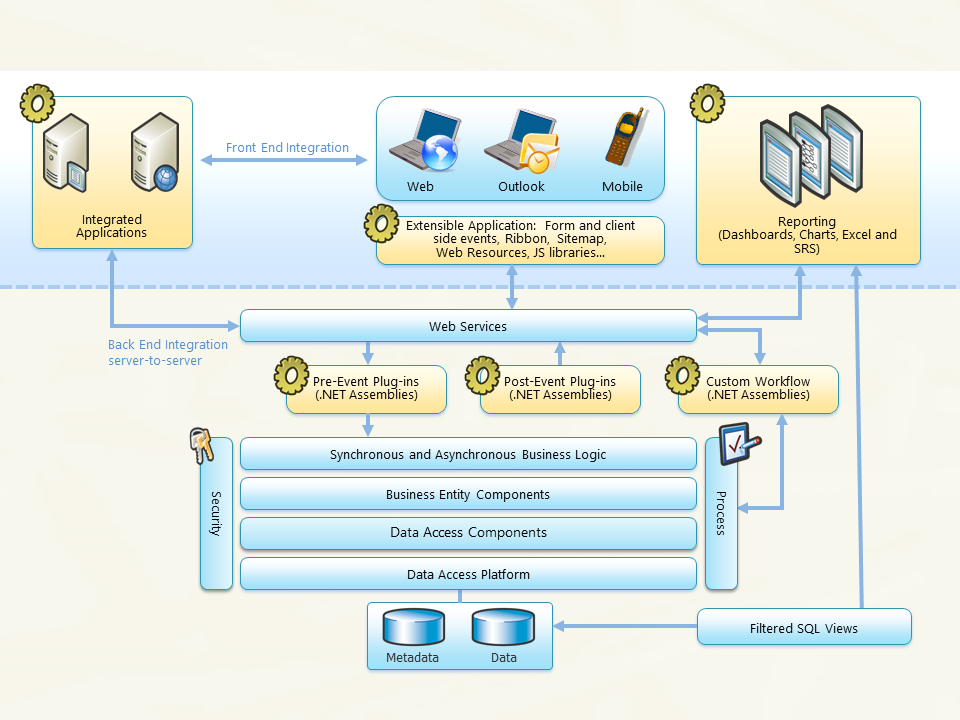 Front End Integration
Web
Outlook
Mobile
Integrated
Applications
Extensible Application:  Form and client
side events, Ribbon,  Sitemap,
Web Resources, JS libraries...
Reporting
(Dashboards, Charts, Excel and
SRS)
Web Services
Back End Integration
server-to-server
Pre-Event Plug-ins
(.NET Assemblies)
Post-Event Plug-ins
(.NET Assemblies)
Custom Workflow
(.NET Assemblies)
Security
Synchronous and Asynchronous Business Logic
Business Entity Components
Data Access Components
Data Access Platform
Process
Metadata
Data
Filtered SQL Views